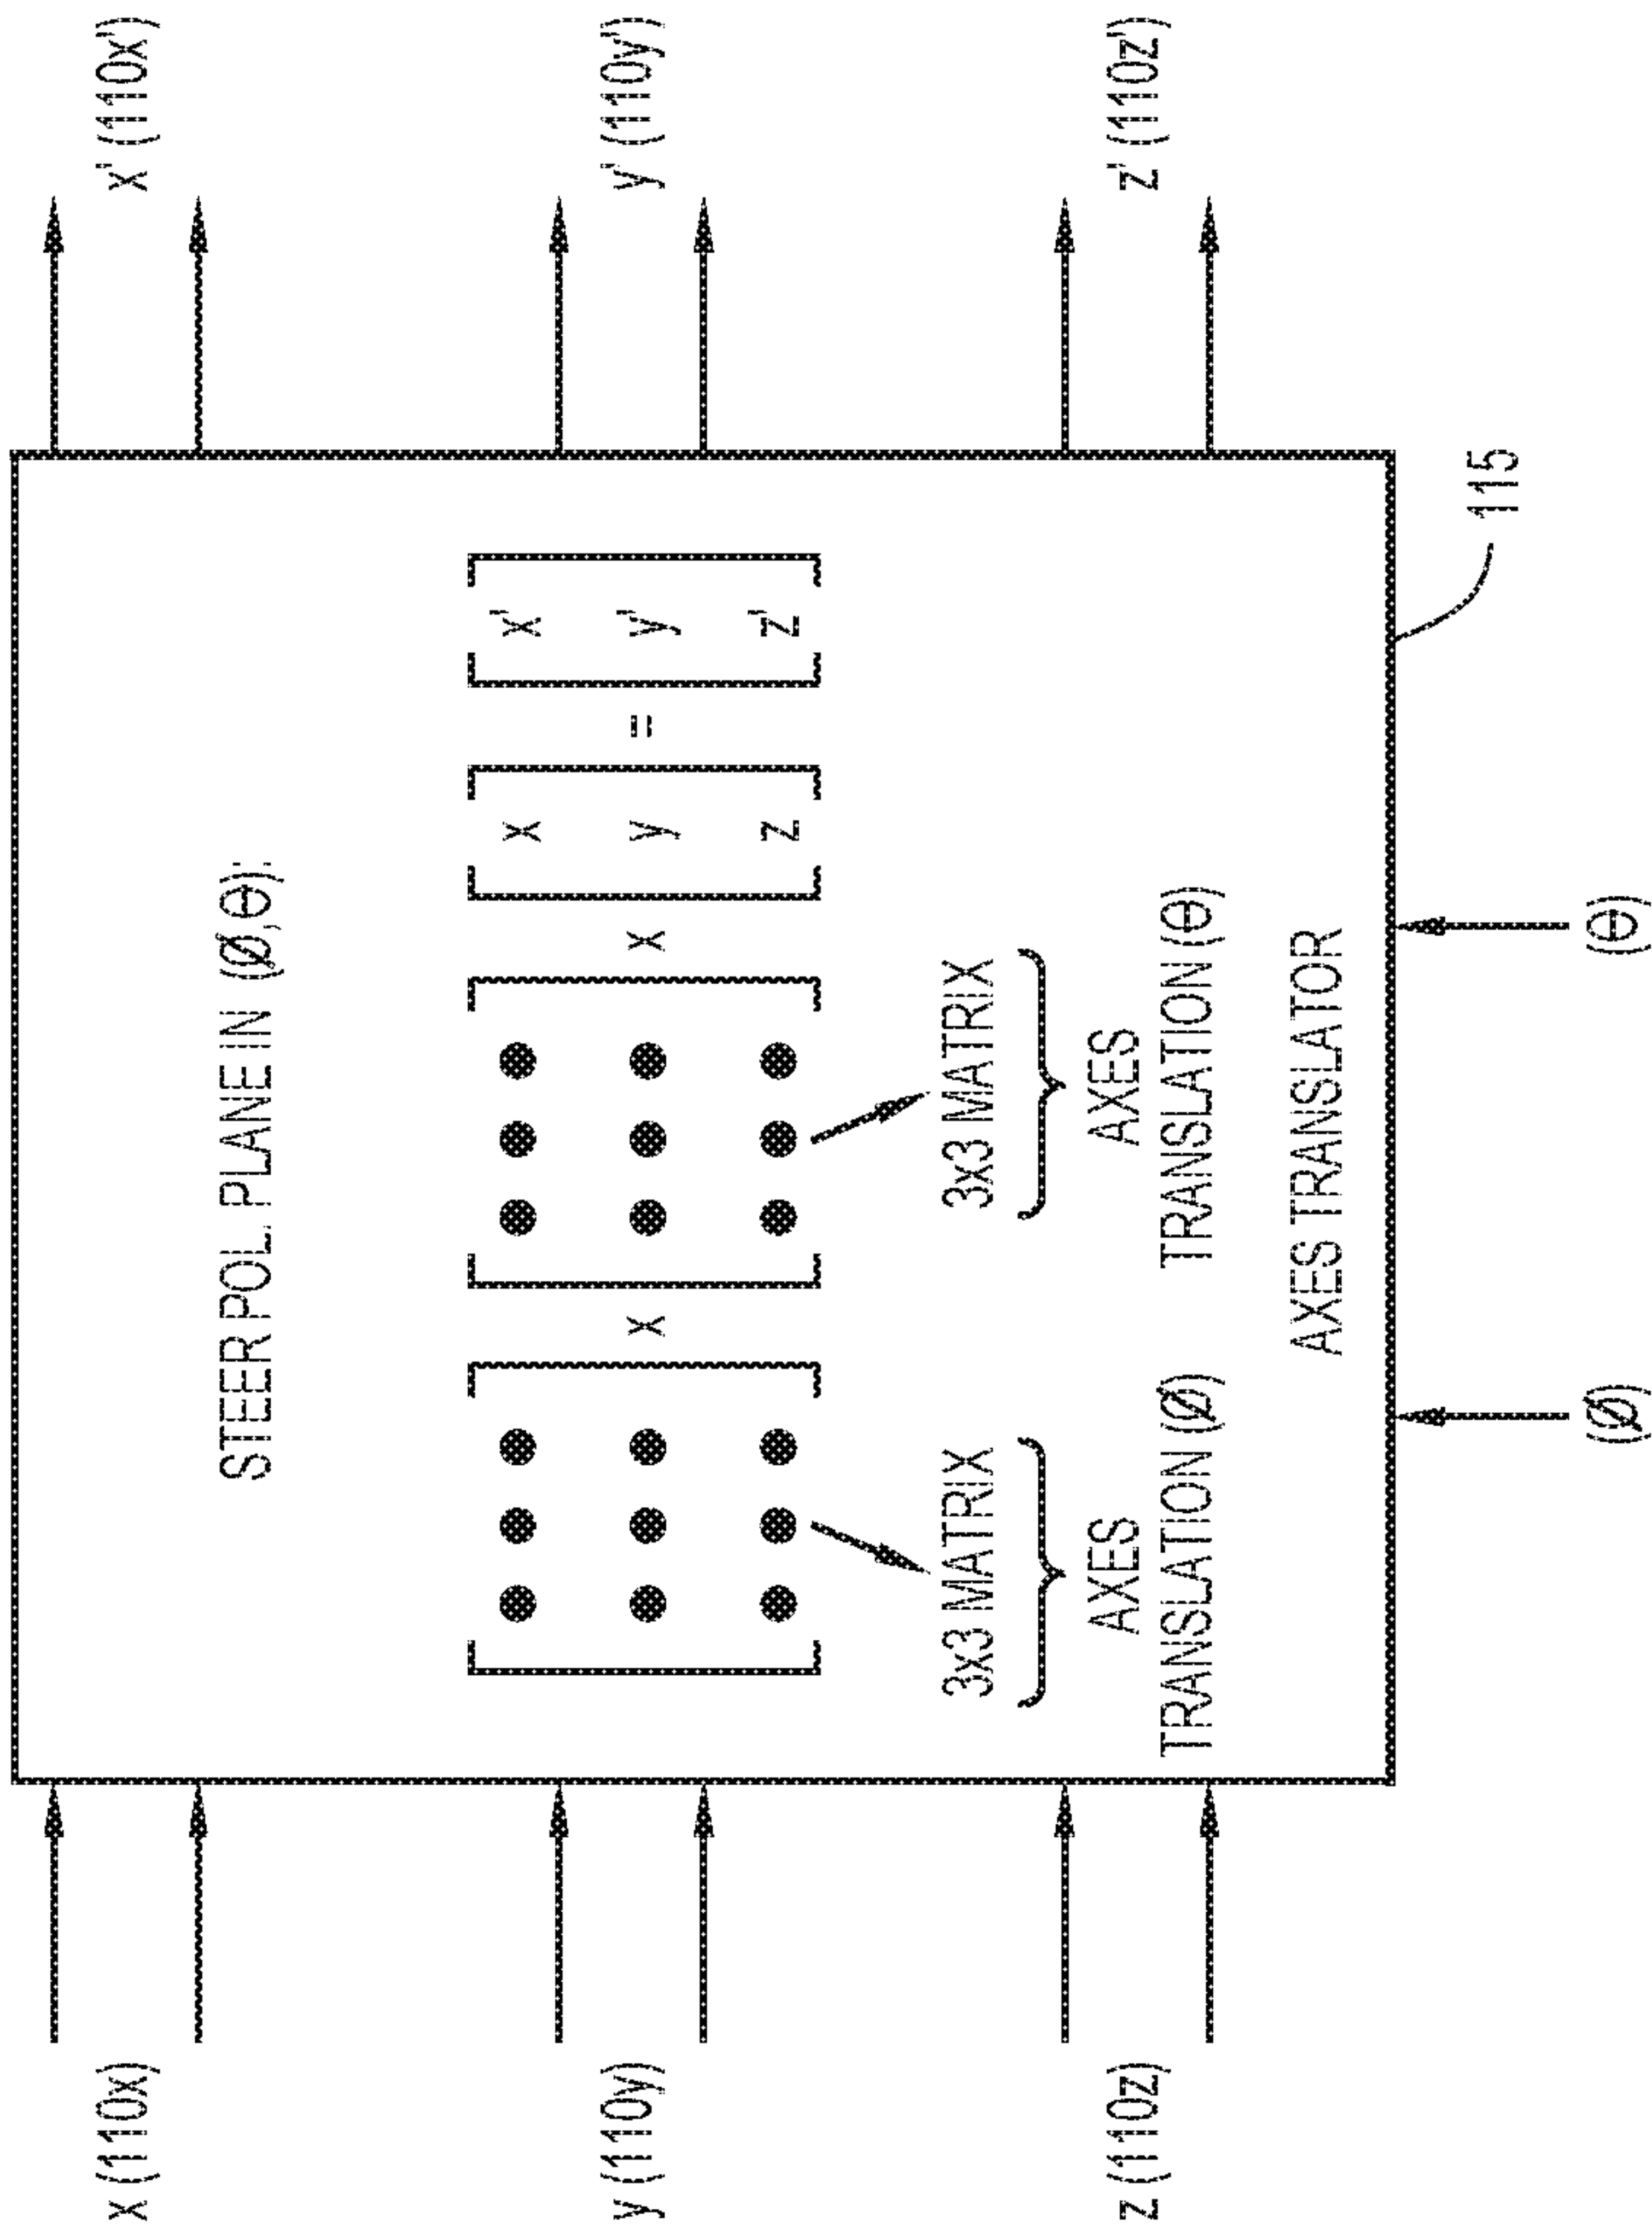 x (110x)
y (110y)
z (110z)
STEER POL. PLANE IN (Ø,Θ):
x
x
x
y
z
=
x'
y'
z'
3x3 MATRIX
AXES
TRANSLATION (Ø)
3x3 MATRIX
AXES
TRANSLATION (Θ)
AXES TRANSLATOR
(Ø)
(Θ)
115
x' (110x')
y' (110y')
z' (110z')